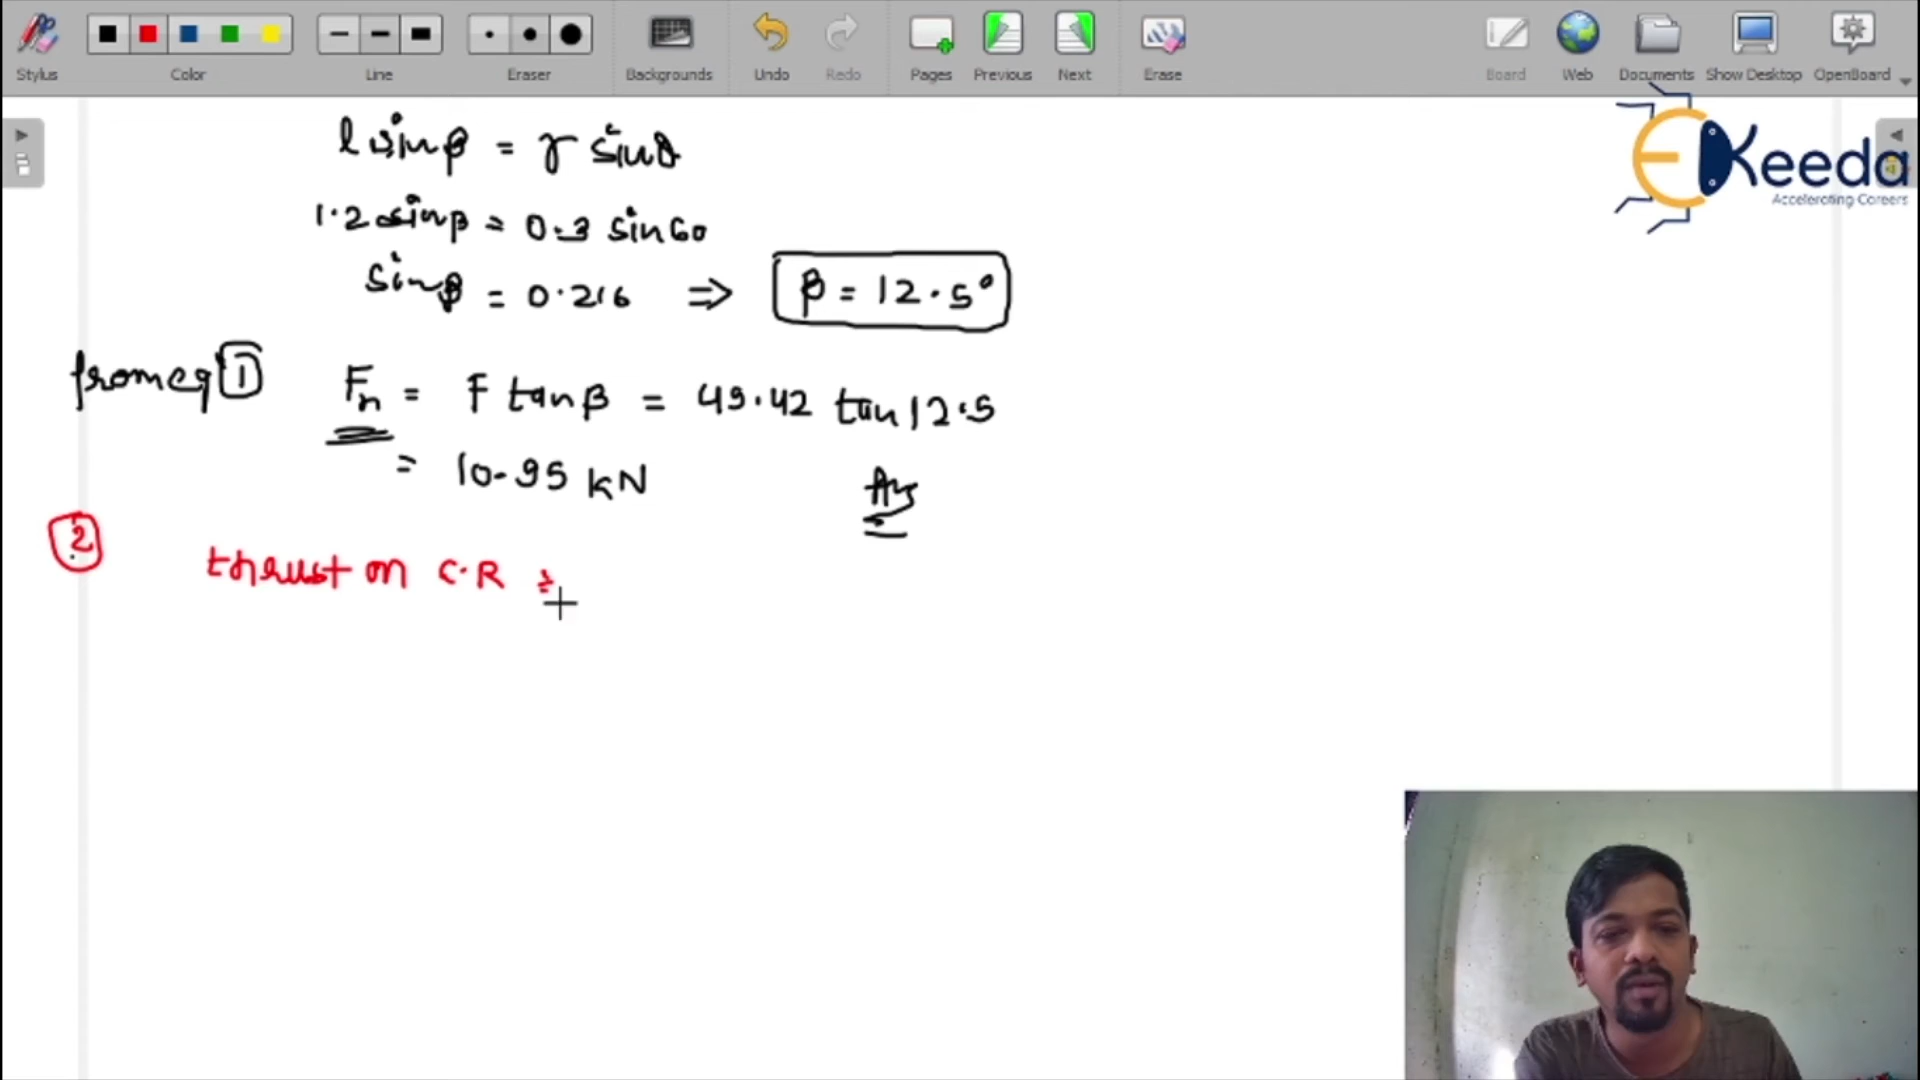 Stylus
Color
Line
Eraser
Backgrounds
Undo
Redo
Pages
Previous
Next
Erase
Board
Web
Documents
Show Desktop
OpenBoard
EKeeda
Accelerating Careers
l sinβ = r sinθ
1.2 sinβ = 0.3 sin60
sinβ = 0.216 ⇒ β = 12.5°
from eq 1 Fn = F tanβ = 49.42 tan12.5
= 10.95 kN Ans
2 thrust on C.R =